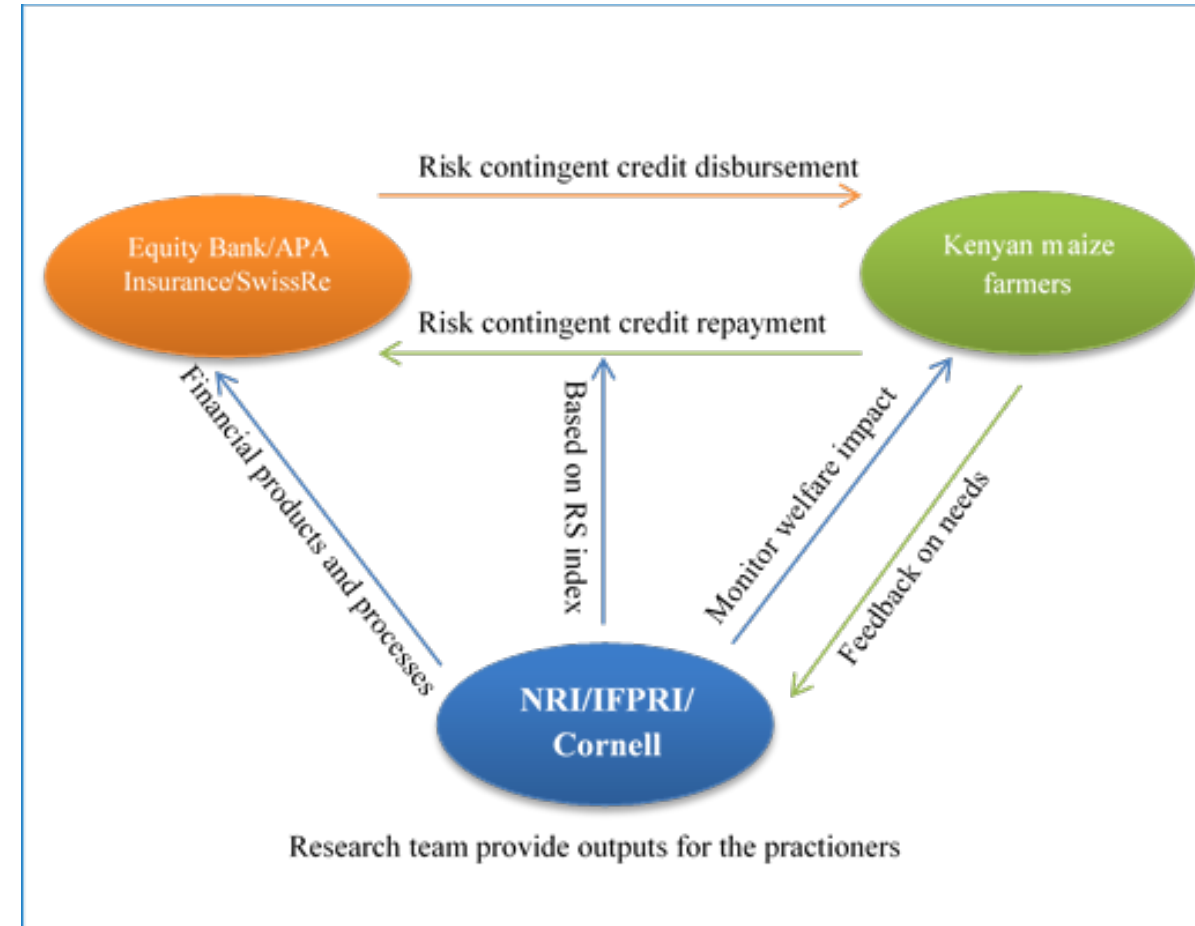 Risk contingent credit disbursement
Equity Bank/APA
Insurance/SwissRe
Kenyan maize
farmers
Risk contingent credit repayment
Financial products and processes
Based on RS index
Monitor welfare impact
Feedback on needs
NRI/IFPRI/
Cornell
Research team provide outputs for the practioners